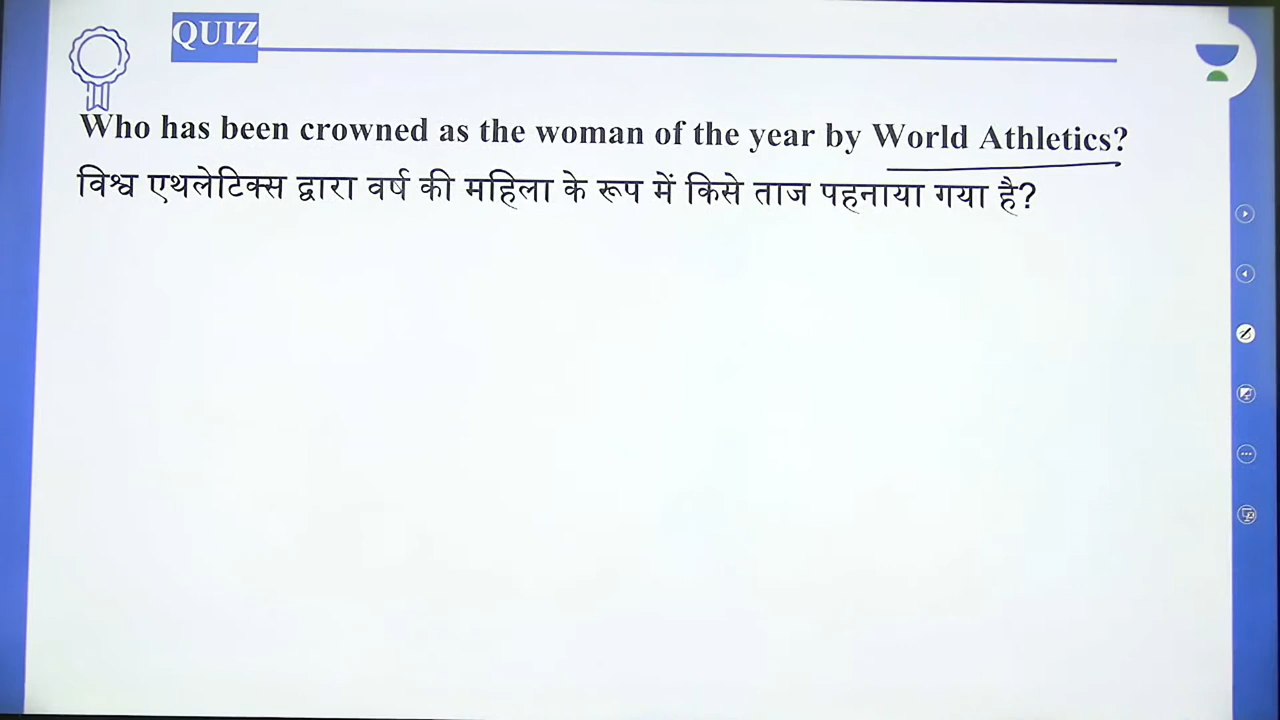 QUIZ
Who has been crowned as the woman of the year by World Athletics?
विश्व एथलेटिक्स द्वारा वर्ष की महिला के रूप में किसे ताज पहनाया गया है?